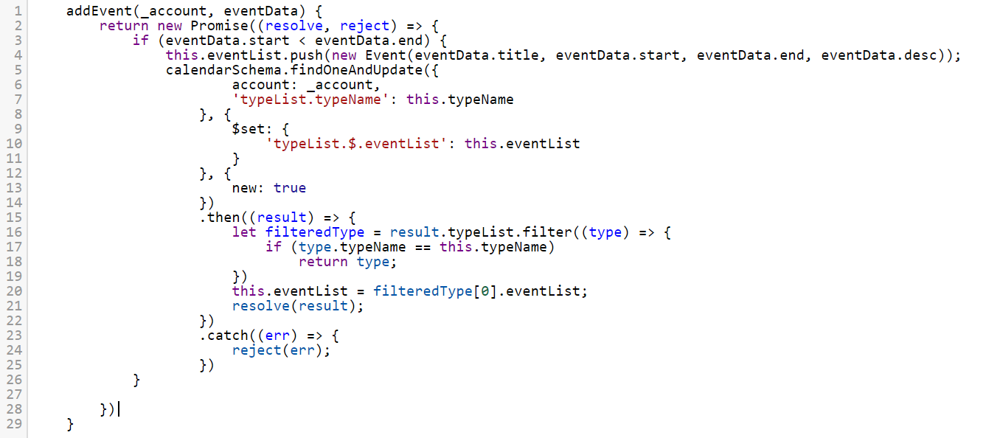 1 addEvent(_account, eventData) {
2 return new Promise((resolve, reject) => {
3 if (eventData.start < eventData.end) {
4 this.eventList.push(new Event(eventData.title, eventData.start, eventData.end, eventData.desc));
5 calendarSchema.findOneAndUpdate({
6 account: _account,
7 'typeList.typeName': this.typeName
8 }, {
9 $set: {
10 'typeList.$.eventList': this.eventList
11 }
12 }, {
13 new: true
14 })
15 .then((result) => {
16 let filteredType = result.typeList.filter((type) => {
17 if (type.typeName == this.typeName)
18 return type;
19 })
20 this.eventList = filteredType[0].eventList;
21 resolve(result);
22 })
23 .catch((err) => {
24 reject(err);
25 })
26 }
27
28 })
29 }